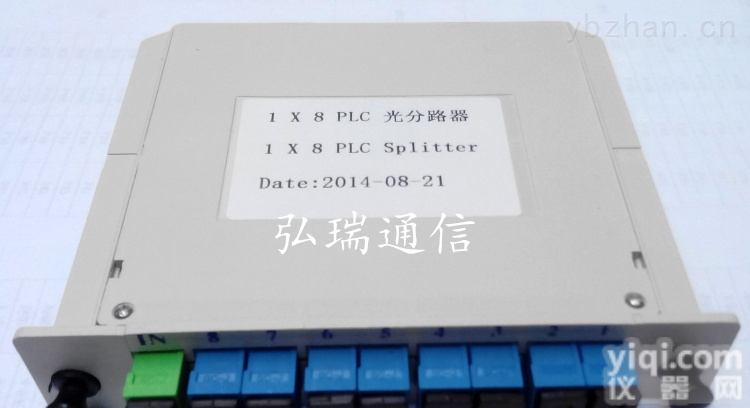 ybzhan.cn
1 X 8 PLC 光分路器
1 X 8 PLC Splitter
Date:2014-08-21
弘瑞通信
IN 8 7 6 5 4 3 2 1
yiqi.com
仪器网